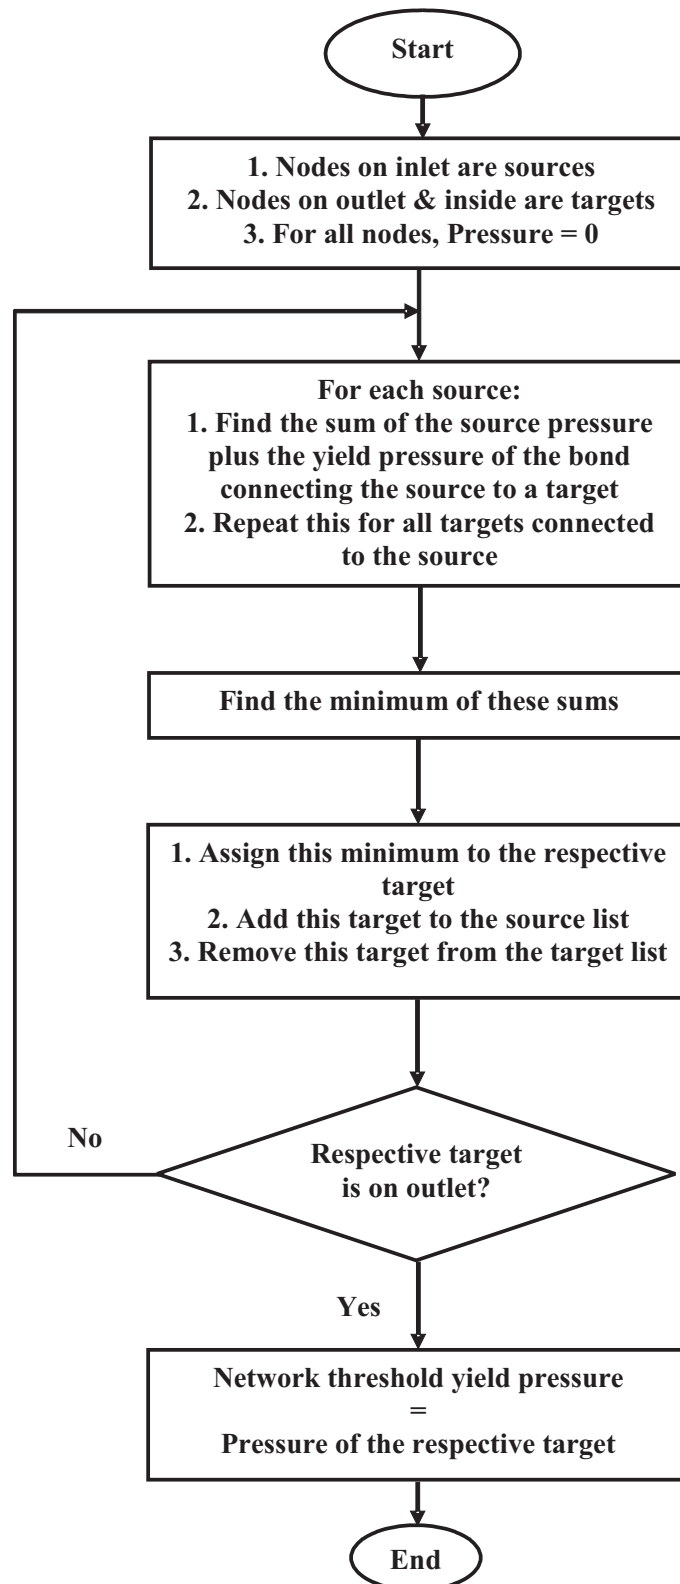 Start
1. Nodes on inlet are sources
2. Nodes on outlet & inside are targets
3. For all nodes, Pressure = 0
For each source:
1. Find the sum of the source pressure
plus the yield pressure of the bond
connecting the source to a target
2. Repeat this for all targets connected
to the source
Find the minimum of these sums
1. Assign this minimum to the respective
target
2. Add this target to the source list
3. Remove this target from the target list
No
Respective target
is on outlet?
Yes
Network threshold yield pressure
=
Pressure of the respective target
End